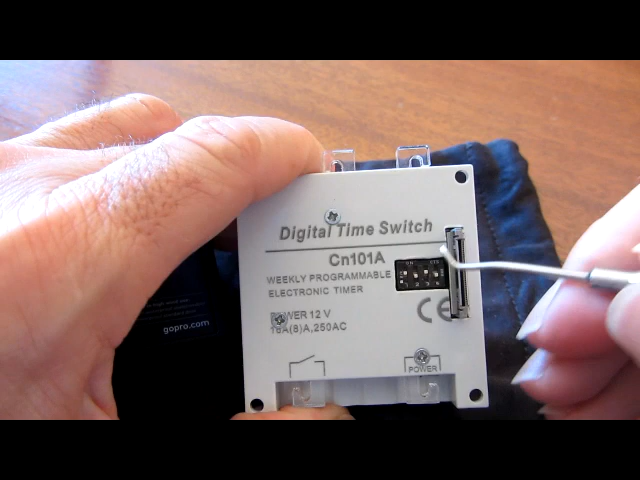 Digital Time Switch
Cn101A
WEEKLY PROGRAMMABLE
ELECTRONIC TIMER
POWER 12 V
16A(8)A,250AC
CE
POWER
gopro.com